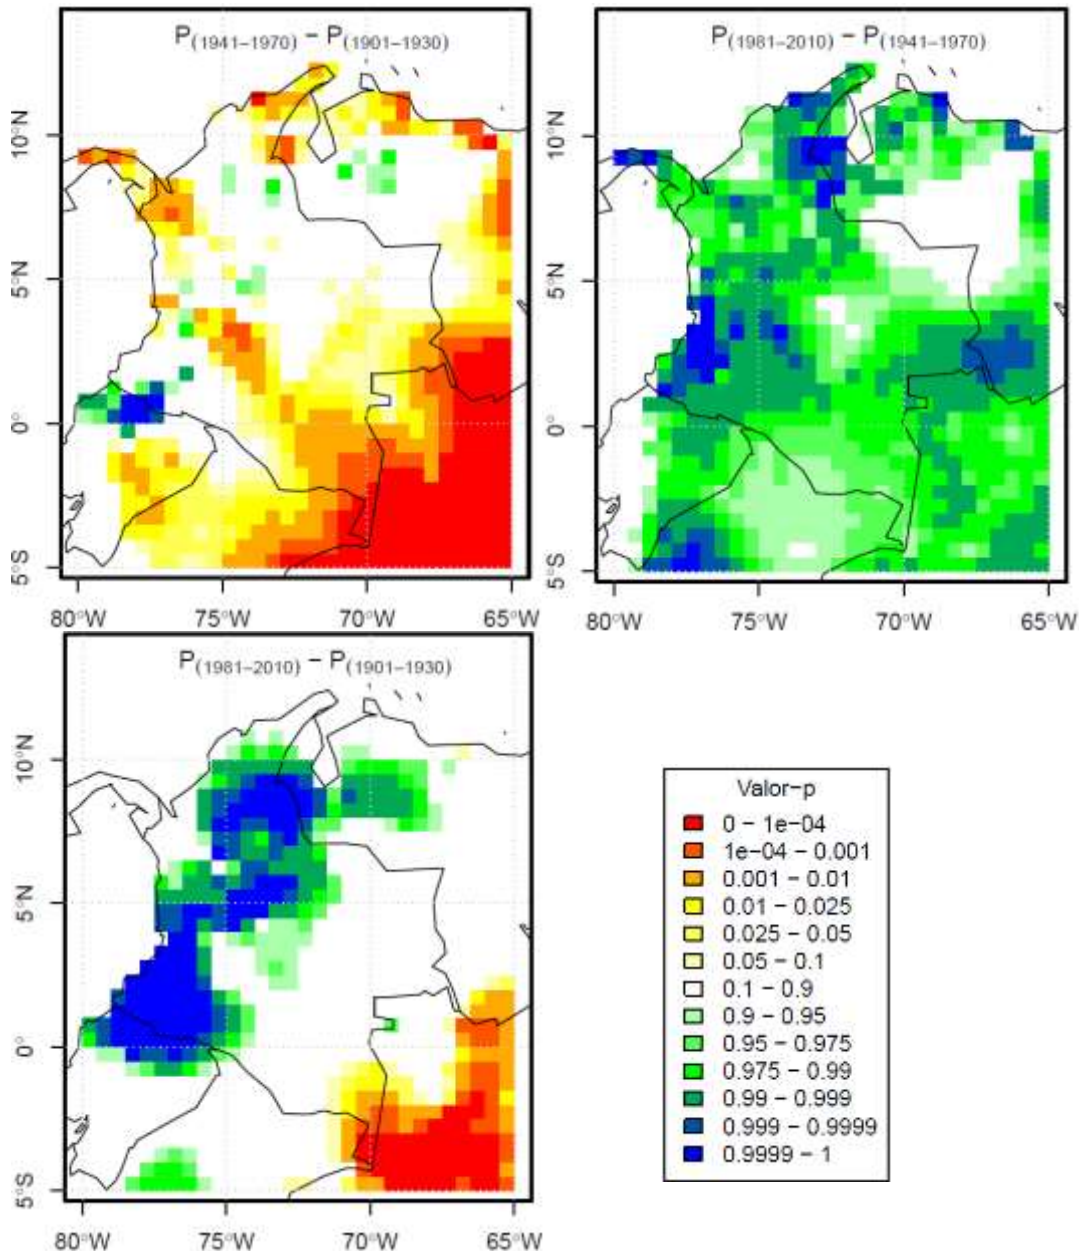 P(1941−1970) − P(1901−1930)
10°N
5°N
0°
5°S
80°W 75°W 70°W
P(1981−2010) − P(1941−1970)
10°N
5°N
0°
5°S
80°W 75°W 70°W 65°W
P(1981−2010) − P(1901−1930)
10°N
5°N
0°
5°S
80°W 75°W 70°W 65°W
Valor−p
0 − 1e−04
1e−04 − 0.001
0.001 − 0.01
0.01 − 0.025
0.025 − 0.05
0.05 − 0.1
0.1 − 0.9
0.9 − 0.95
0.95 − 0.975
0.975 − 0.99
0.99 − 0.999
0.999 − 0.9999
0.9999 − 1